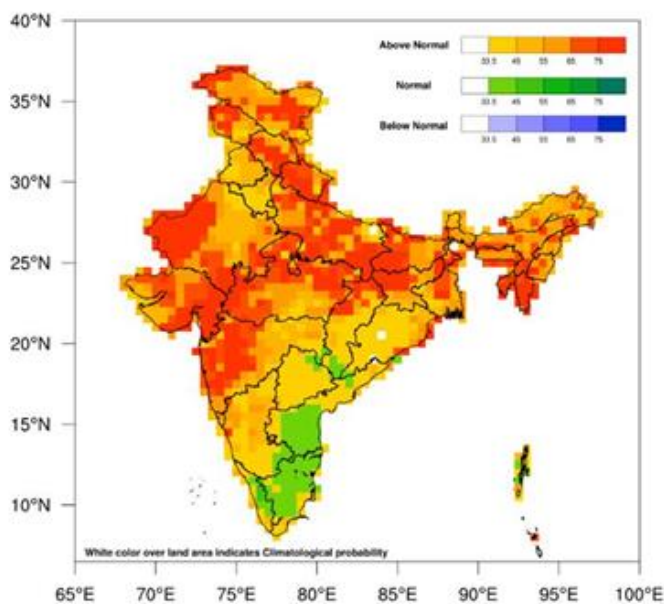 40°N
Above Normal
33.5 45 55 65 75
Normal
33.5 45 55 65 75
35°N
Below Normal
33.5 45 55 65 75
30°N
25°N
20°N
15°N
10°N
White color over land area indicates Climatological probability
65°E 70°E 75°E 80°E 85°E 90°E 95°E 100°E